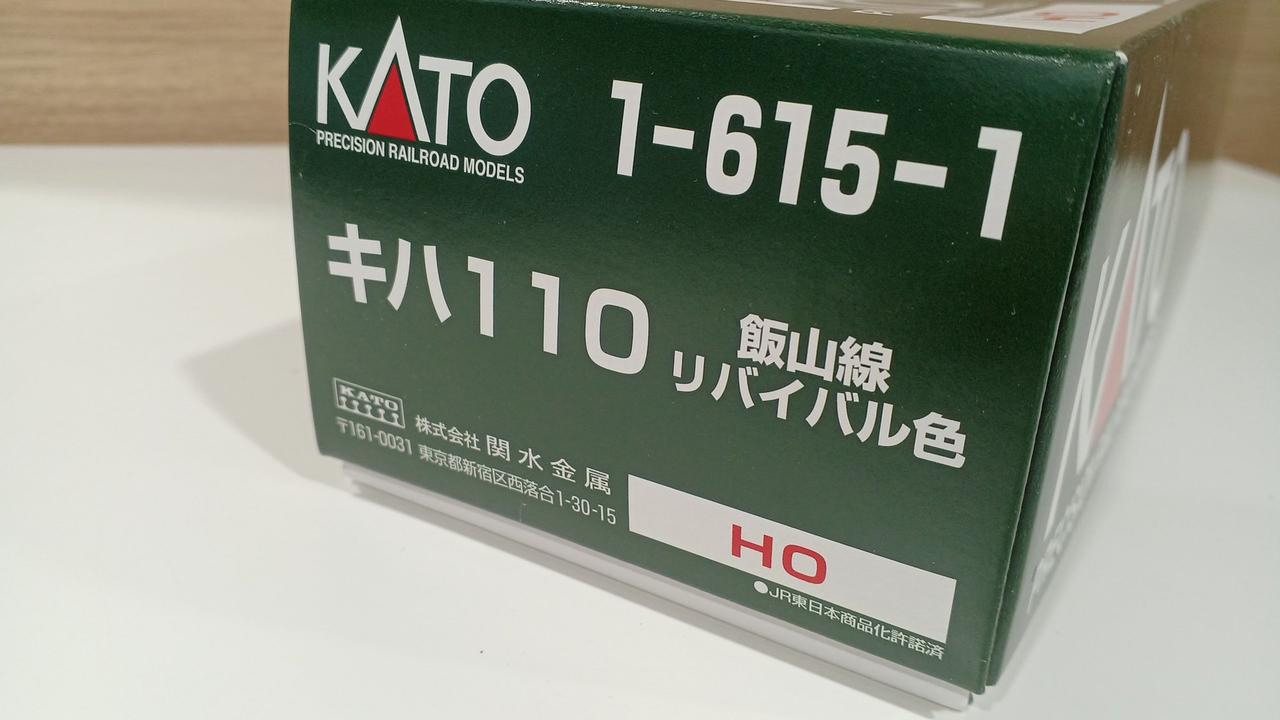 KATO
PRECISION RAILROAD MODELS
1-615-1
キハ110
飯山線
リバイバル色
KATO
株式会社 関水金属
〒161-0031 東京都新宿区西落合1-30-15
HO
●JR東日本商品化許諾済
KATO